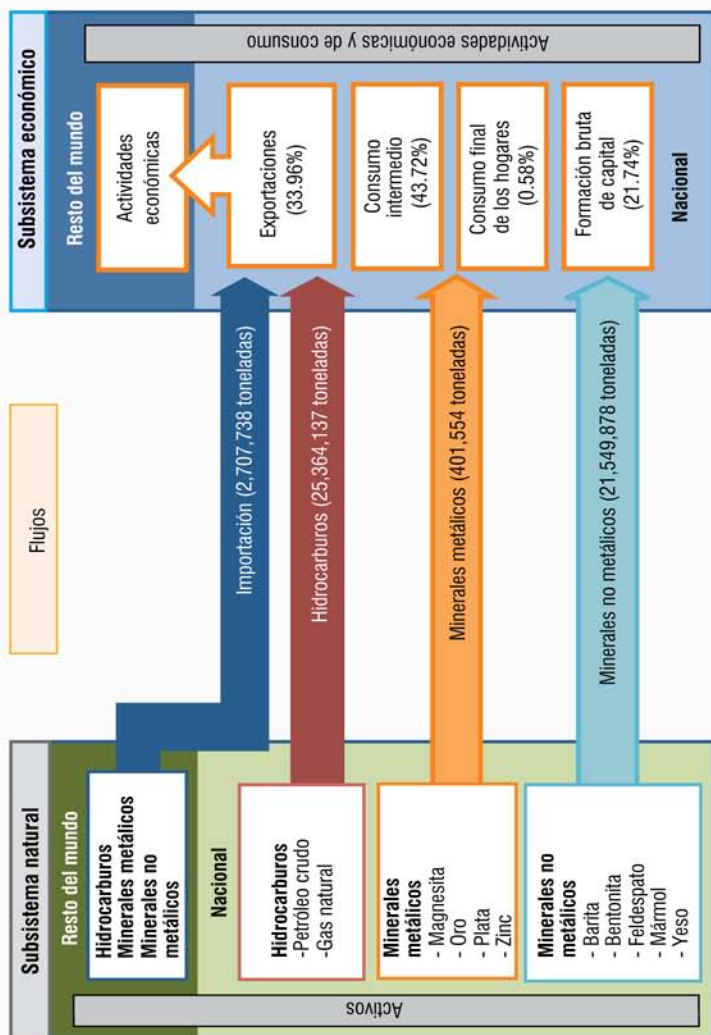 Subsistema natural
Resto del mundo
Hidrocarburos
Minerales metálicos
Minerales no
metálicos
Nacional
Hidrocarburos
-Petróleo crudo
-Gas natural
Minerales
metálicos
- Magnesita
- Oro
- Plata
- Zinc
Minerales no
metálicos
- Barita
- Bentonita
- Feldespato
- Mármol
- Yeso
Activos
Flujos
Importación (2,707,738 toneladas)
Hidrocarburos (25,364,137 toneladas)
Minerales metálicos (401,554 toneladas)
Minerales no metálicos (21,549,878 toneladas)
Subsistema económico
Resto del mundo
Actividades
económicas
Exportaciones
(33.96%)
Consumo
intermedio
(43.72%)
Consumo final
de los hogares
(0.58%)
Formación bruta
de capital
(21.74%)
Nacional
Actividades económicas y de consumo